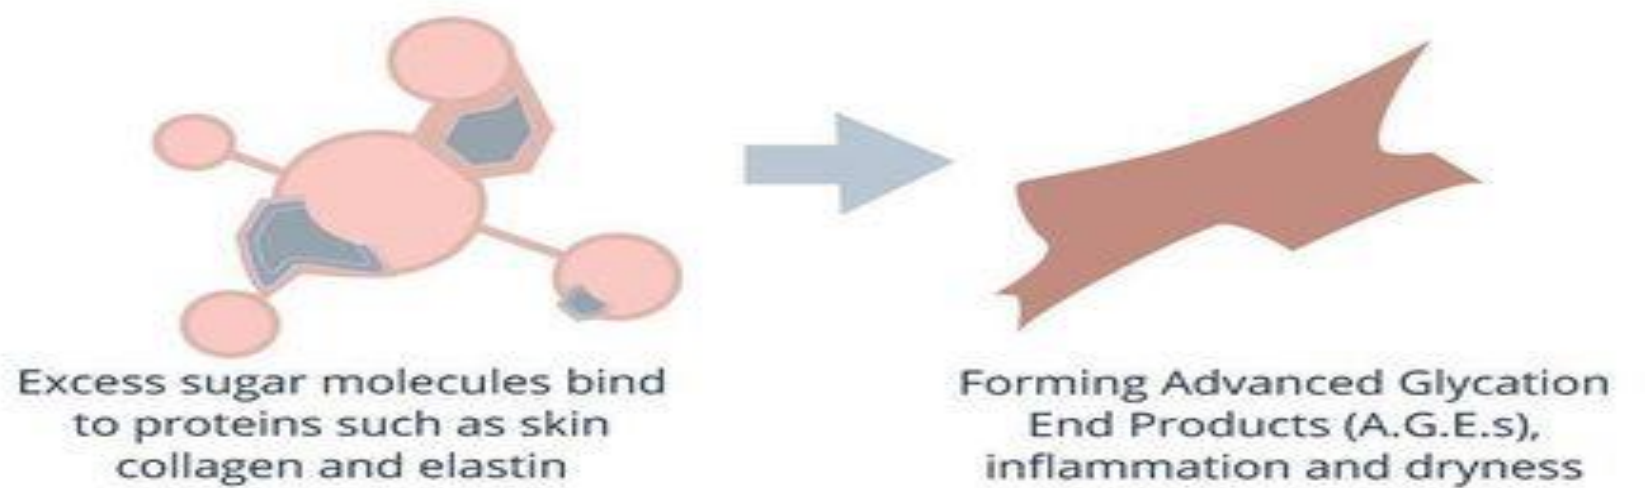 Excess sugar molecules bind
to proteins such as skin
collagen and elastin
Forming Advanced Glycation
End Products (A.G.E.s),
inflammation and dryness